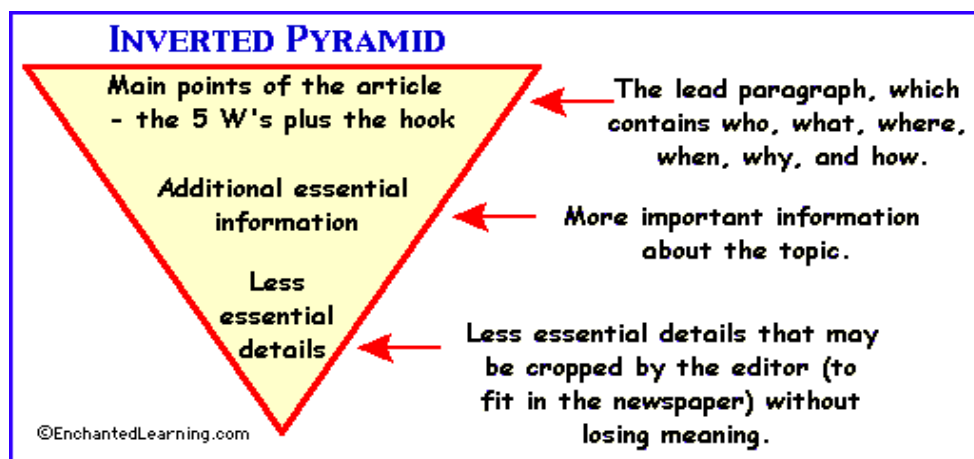 INVERTED PYRAMID
Main points of the article
- the 5 W's plus the hook
The lead paragraph, which
contains who, what, where,
when, why, and how.
Additional essential
information
More important information
about the topic.
Less
essential
details
Less essential details that may
be cropped by the editor (to
fit in the newspaper) without
losing meaning.
©EnchantedLearning.com